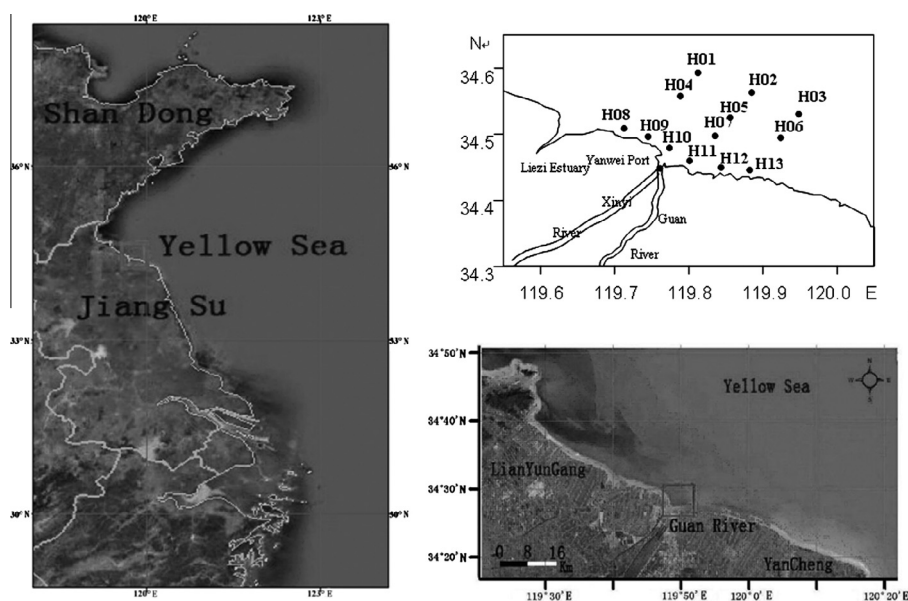 120°E
123°E
Shan Dong
36°N
36°N
Yellow Sea
Jiang Su
33°N
33°N
30°N
30°N
120°E
123°E
N↵
34.6
34.5
34.4
34.3
H01
H02
H04
H03
H05
H08
H07
H06
H09
H10
H11
H12
H13
Liezi Estuary
Yanwei Port
Xinyi
River
Guan
River
119.6
119.7
119.8
119.9
120.0
E
34°50'N
34°40'N
34°30'N
34°20'N
N
E
S
Yellow Sea
LianYunGang
Guan River
YanCheng
0 8 16
Km
119°30'E
119°50'E
120°0'E
120°20'E